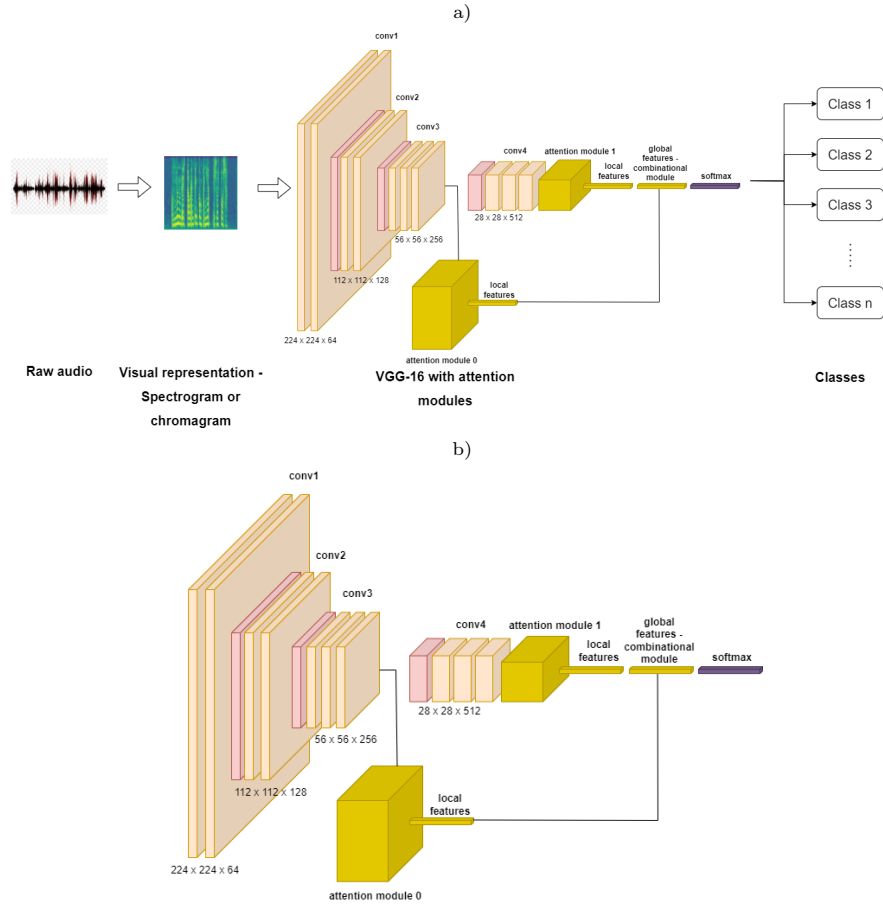 a)
conv1
conv2
conv3
conv4
attention module 1
local
features
global
features -
combinational
module
softmax
28 x 28 x 512
56 x 56 x 256
112 x 112 x 128
224 x 224 x 64
local
features
attention module 0
Class 1
Class 2
Class 3
Class n
Raw audio
Visual representation -
Spectrogram or
chromagram
VGG-16 with attention
modules
Classes
b)
conv1
conv2
conv3
conv4
attention module 1
local
features
global
features -
combinational
module
softmax
28 x 28 x 512
56 x 56 x 256
112 x 112 x 128
224 x 224 x 64
local
features
attention module 0